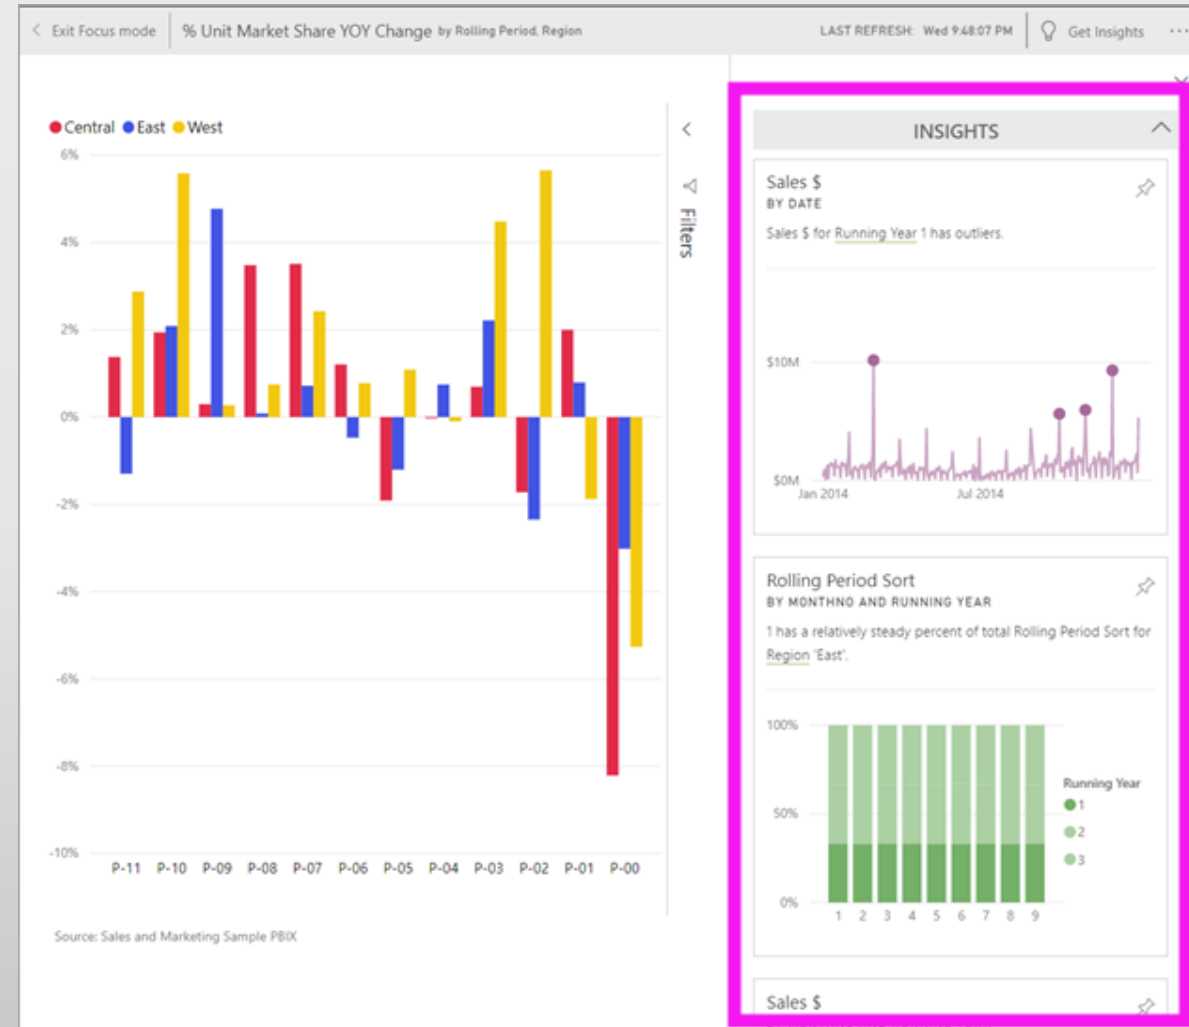 Exit Focus mode % Unit Market Share YOY Change by Rolling Period, Region LAST REFRESH: Wed 9:48:07 PM Get Insights ...
Central East West
6%
4%
2%
0%
-2%
-4%
-6%
-8%
-10%
P-11 P-10 P-09 P-08 P-07 P-06 P-05 P-04 P-03 P-02 P-01 P-00
Source: Sales and Marketing Sample PBIX
Filters
INSIGHTS
Sales $
BY DATE
Sales $ for Running Year 1 has outliers.
$10M
$0M
Jan 2014 Jul 2014
Rolling Period Sort
BY MONTHNO AND RUNNING YEAR
1 has a relatively steady percent of total Rolling Period Sort for
Region 'East'.
100%
50%
0%
1 2 3 4 5 6 7 8 9
Running Year
1
2
3
Sales $